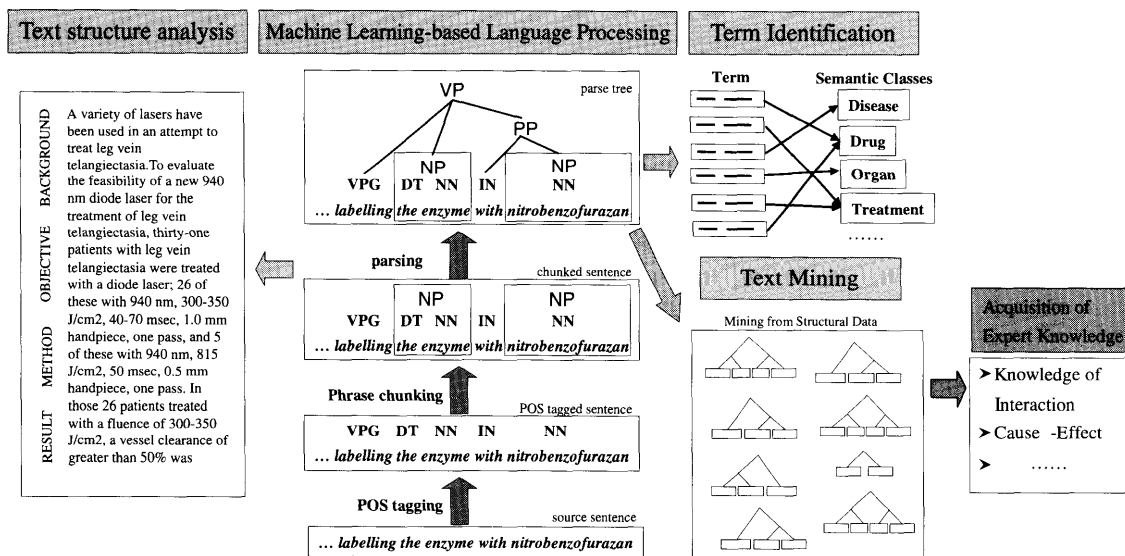 Text structure analysis
BACKGROUND
OBJECTIVE
METHOD
RESULT
A variety of lasers have
been used in an attempt to
treat leg vein
telangiectasia.To evaluate
the feasibility of a new 940
nm diode laser for the
treatment of leg vein
telangiectasia, thirty-one
patients with leg vein
telangiectasia were treated
with a diode laser; 26 of
these with 940 nm, 300-350
J/cm2, 40-70 msec, 1.0 mm
handpiece, one pass, and 5
of these with 940 nm, 815
J/cm2, 50 msec, 0.5 mm
handpiece, one pass. In
those 26 patients treated
with a fluence of 300-350
J/cm2, a vessel clearance of
greater than 50% was
Machine Learning-based Language Processing
parse tree
VP
PP
NP NP
VPG DT NN IN NN
... labelling the enzyme with nitrobenzofurazan
parsing
chunked sentence
NP NP
VPG DT NN IN NN
... labelling the enzyme with nitrobenzofurazan
Phrase chunking
POS tagged sentence
VPG DT NN IN NN
... labelling the enzyme with nitrobenzofurazan
POS tagging
source sentence
... labelling the enzyme with nitrobenzofurazan
Term Identification
Term
Semantic Classes
Disease
Drug
Organ
Treatment
......
Text Mining
Mining from Structural Data
Acquisition of
Expert Knowledge
➤ Knowledge of
Interaction
➤ Cause -Effect
➤ ......